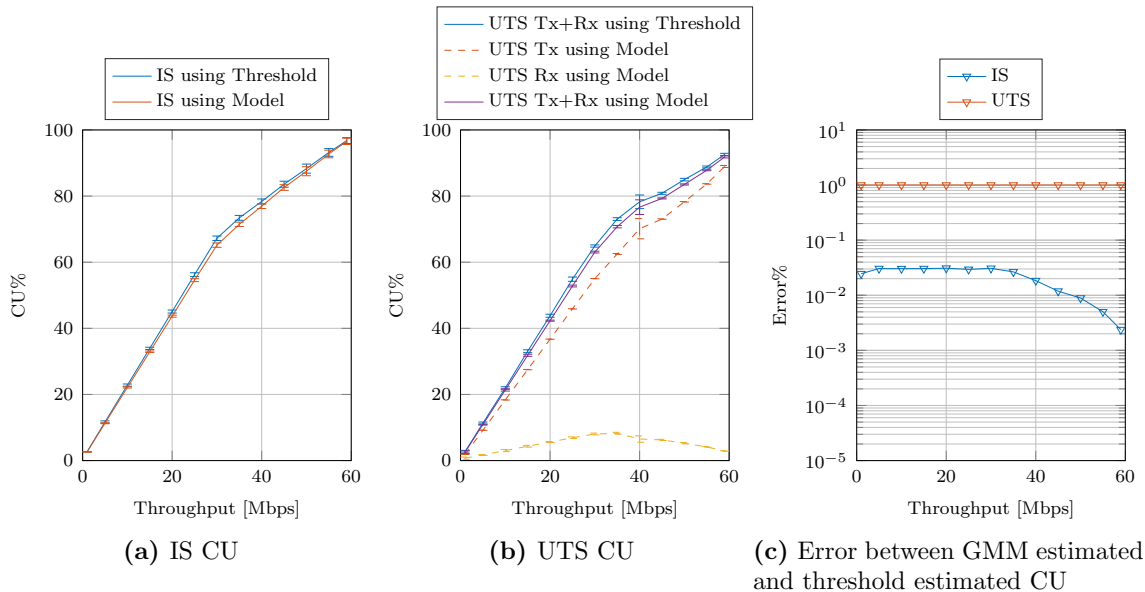 IS using Threshold
IS using Model
100
80
60
40
20
0
CU%
0 20 40 60
Throughput [Mbps]
(a) IS CU
UTS Tx+Rx using Threshold
UTS Tx using Model
UTS Rx using Model
UTS Tx+Rx using Model
100
80
60
40
20
0
CU%
0 20 40 60
Throughput [Mbps]
(b) UTS CU
IS
UTS
10^1
10^0
10^−1
10^−2
10^−3
10^−4
10^−5
Error%
0 20 40 60
Throughput [Mbps]
(c) Error between GMM estimated
and threshold estimated CU